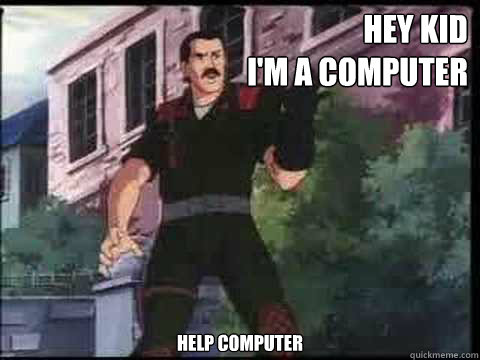 HEY KID
I'M A COMPUTER
HELP COMPUTER
quickmeme.com